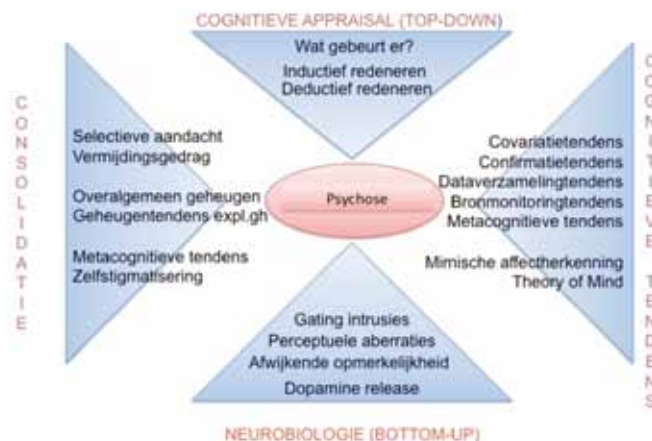 COGNITIEVE APPRAISAL (TOP-DOWN)
Wat gebeurt er?
Inductief redeneren
Deductief redeneren
CONSOLIDATIE
Selectieve aandacht
Vermijdingsgedrag
Overalgemeen geheugen
Geheugentendens expl.gh
Metacognitieve tendens
Zelfstigmatisering
Psychose
Covariatietendens
Confirmatietendens
Dataverzamelingtendens
Bronmonitoringtendens
Metacognitieve tendens
Mimische affectherkenning
Theory of Mind
COGNITIEVE TENDENS
Gating intrusies
Perceptuele aberraties
Afwijkende opmerkelijkheid
Dopamine release
NEUROBIOLOGIE (BOTTOM-UP)